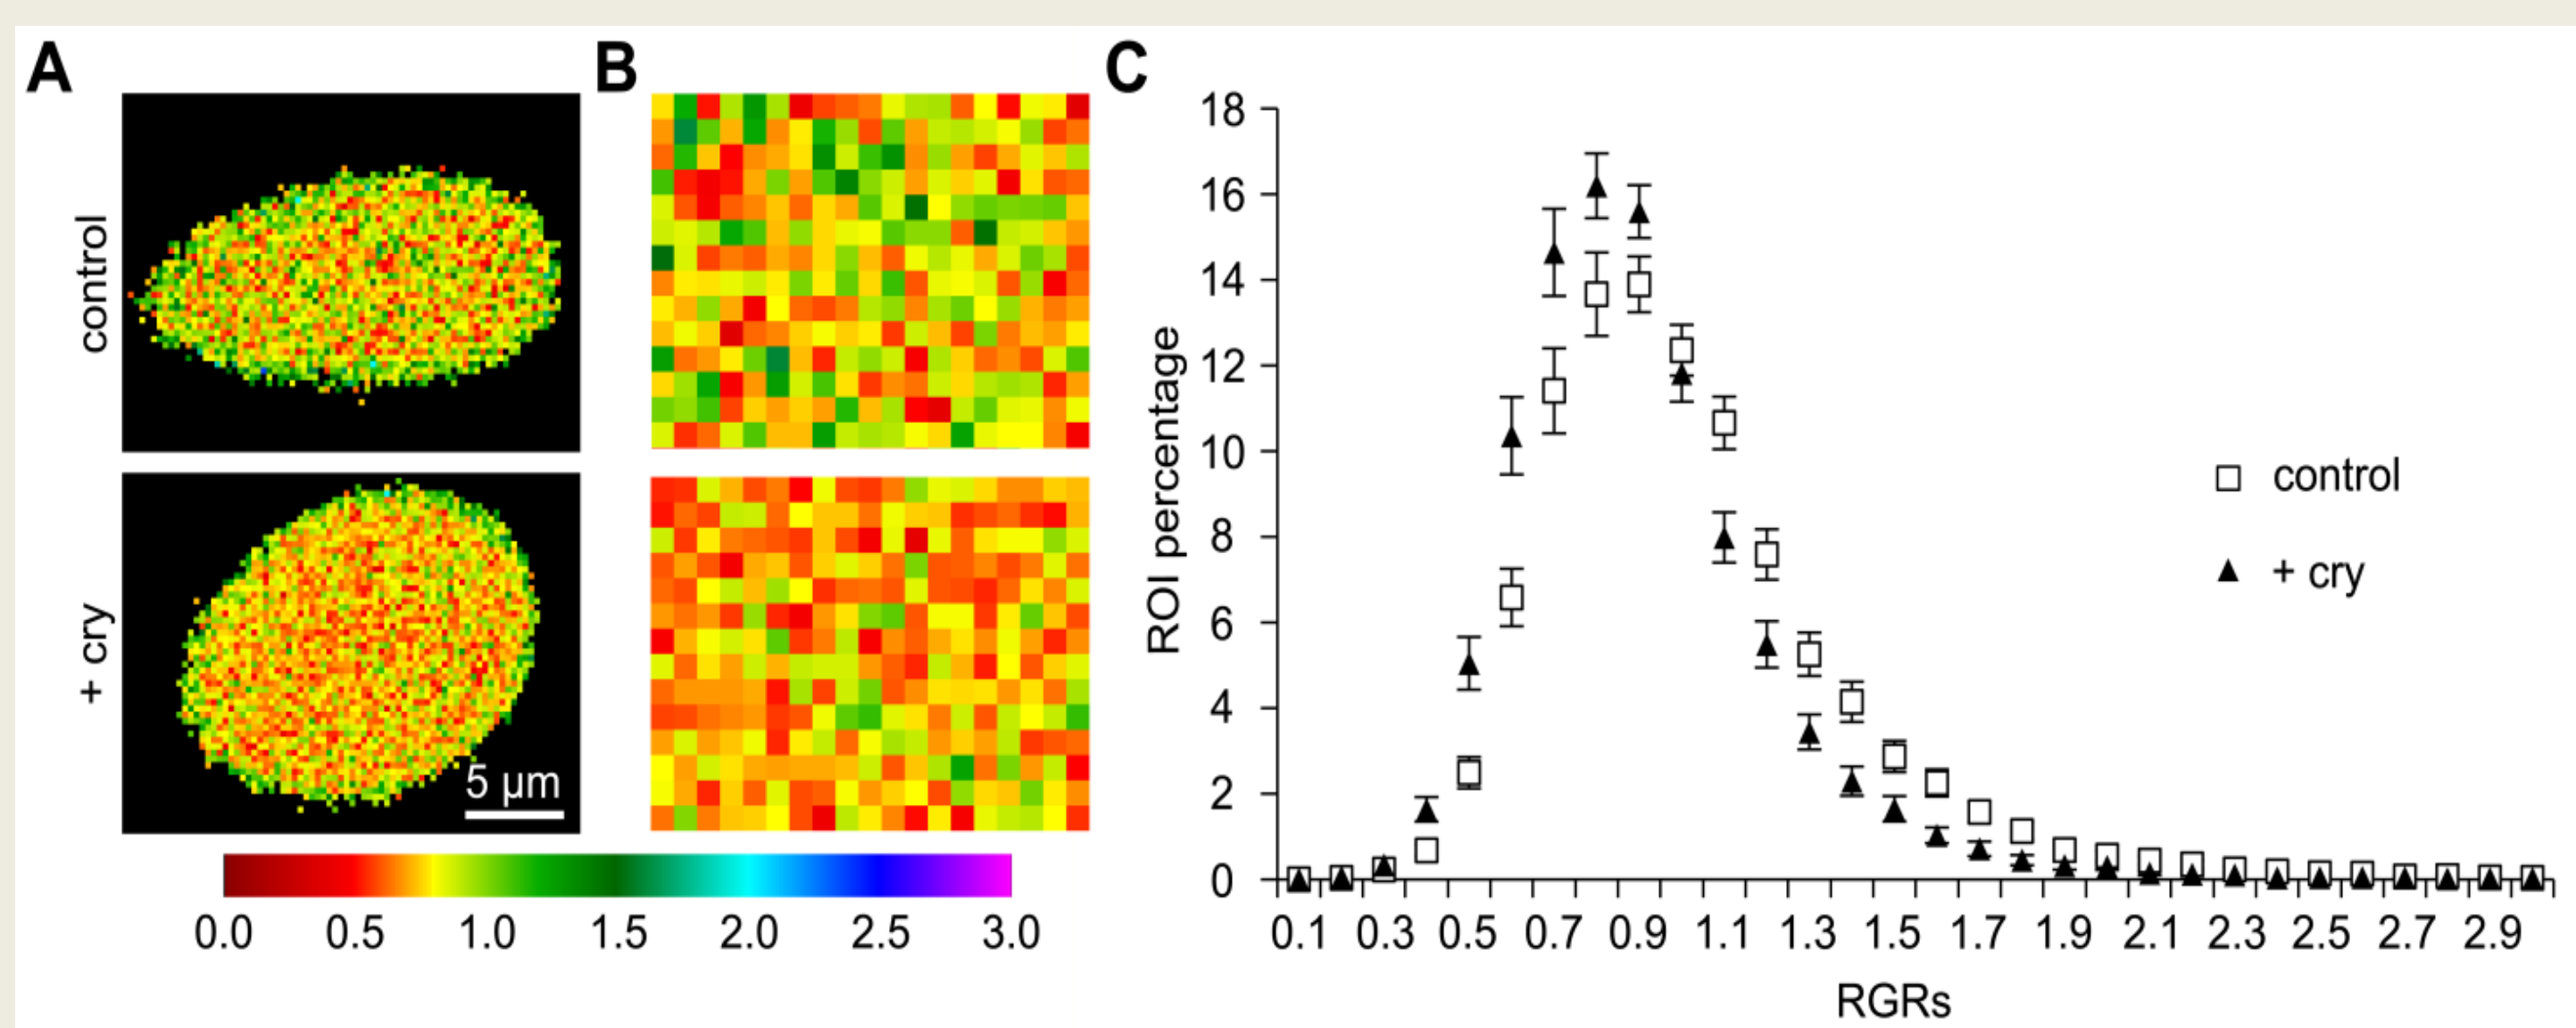 A
B
C
control
+ cry
5 μm
0.0 0.5 1.0 1.5 2.0 2.5 3.0
ROI percentage
18
16
14
12
10
8
6
4
2
0
control
+ cry
0.1 0.3 0.5 0.7 0.9 1.1 1.3 1.5 1.7 1.9 2.1 2.3 2.5 2.7 2.9
RGRs